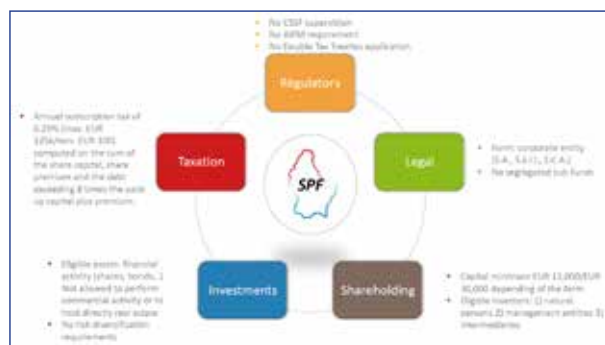 No CSSF supervision
No AIFM requirement
No Double Tax Treaties application
Regulators
Annual subscription tax of
0.25% (max. EUR
125k/min. EUR 100)
computed on the sum of
the share capital, share
premium and the debt
exceeding 8 times the paid
up capital plus premium.
Taxation
SPF
Legal
Form: corporate entity
(S.A., S.à r.l., S.C.A.)
No segregated sub funds
Eligible assets: financial
activity (shares, bonds,
Not allowed to perform
commercial activity or to
hold directly real estate
No risk diversification
requirements
Investments
Shareholding
Capital minimum EUR 12,000/EUR
30,000 depending of the form
Eligible investors: 1) natural
persons 2) management entities 3)
intermediaries